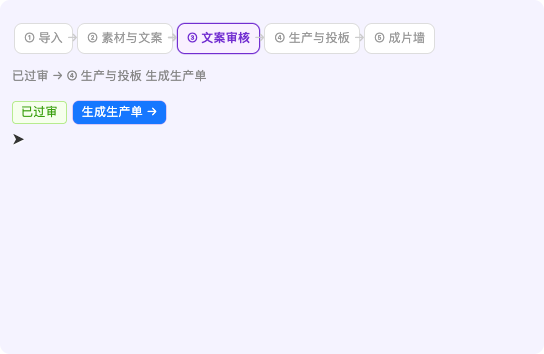 ① 导入 → ② 素材与文案 → ③ 文案审核 → ④ 生产与投板 → ⑤ 成片墙
已过审 → ④ 生产与投板 生成生产单
已过审 生成生产单 →
➤